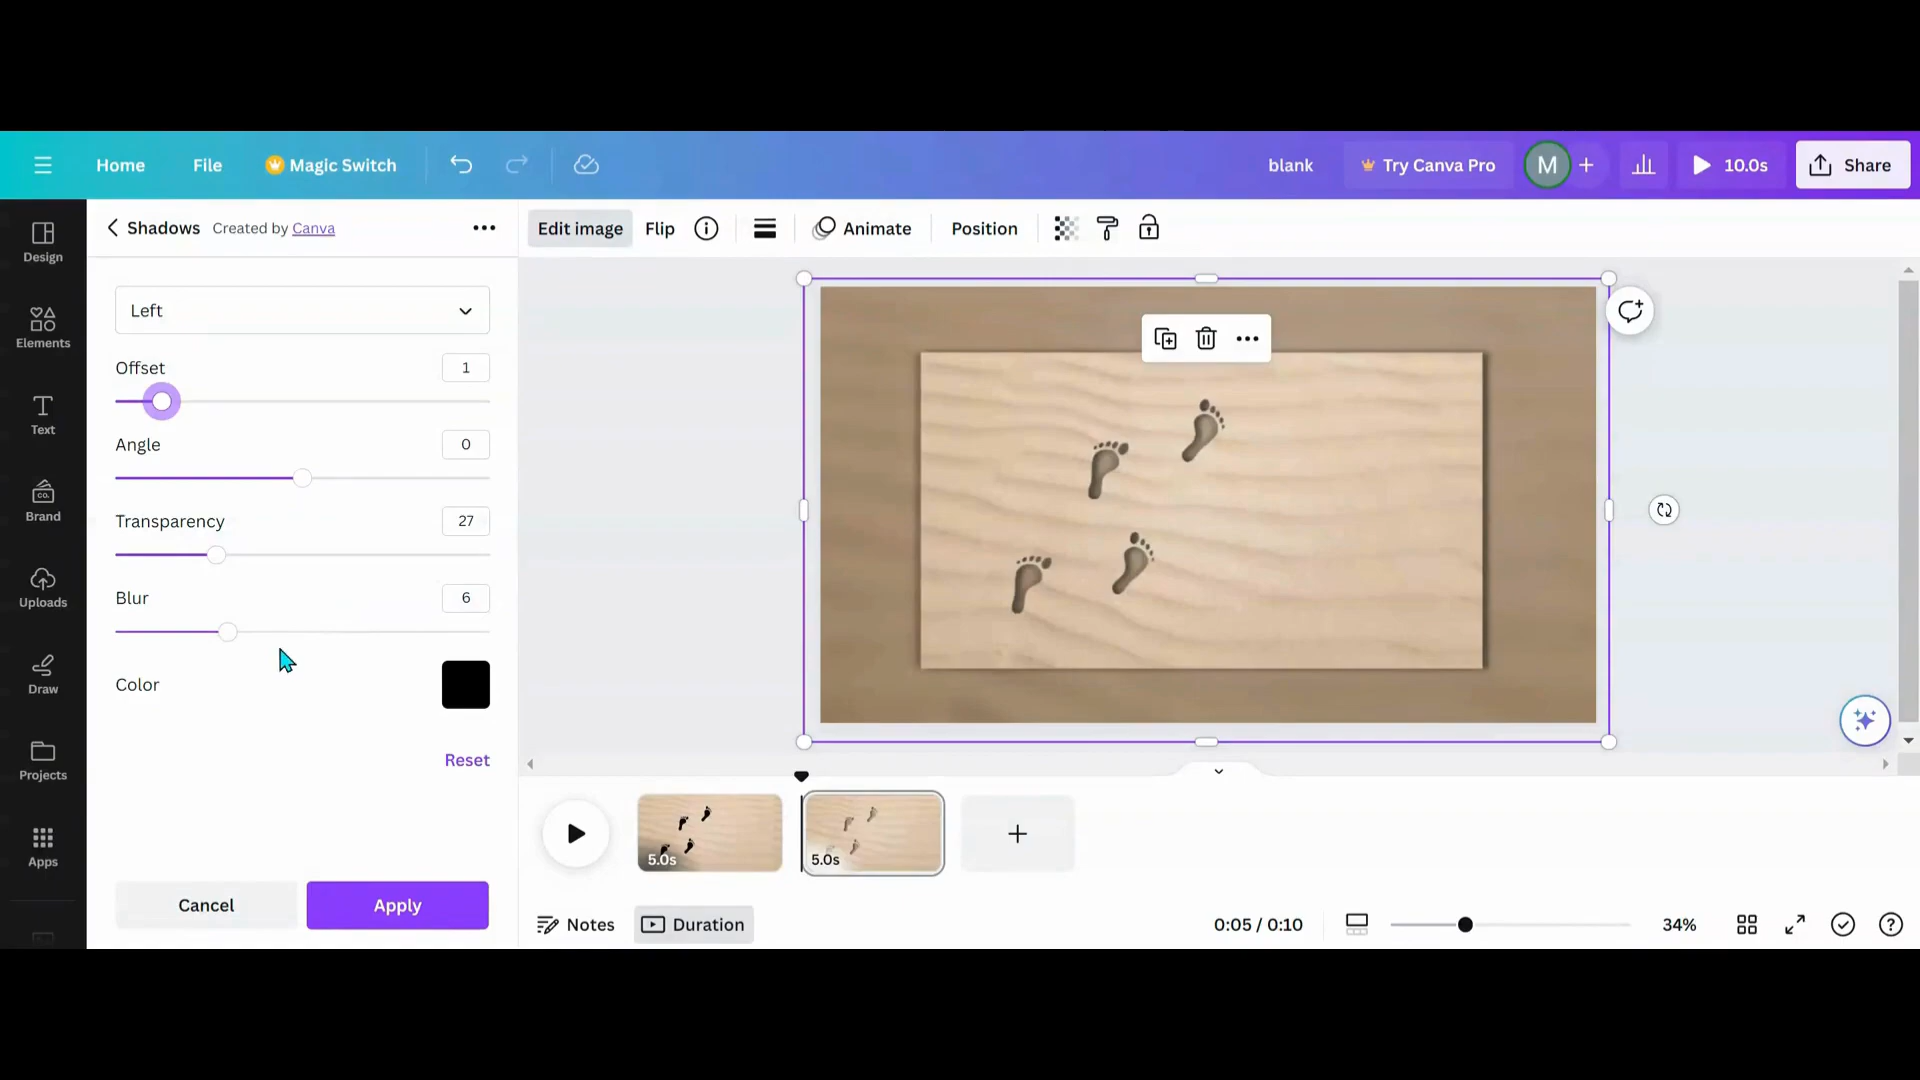 Home
File
Magic Switch
blank
Try Canva Pro
M
+
10.0s
Share
Design
Elements
Text
CO.
Brand
Uploads
Draw
Projects
Apps
Shadows
Created by Canva
Left
Offset
1
Angle
0
Transparency
27
Blur
6
Color
Reset
Cancel
Apply
Edit image
Flip
Animate
Position
5.0s
5.0s
Notes
Duration
0:05 / 0:10
34%